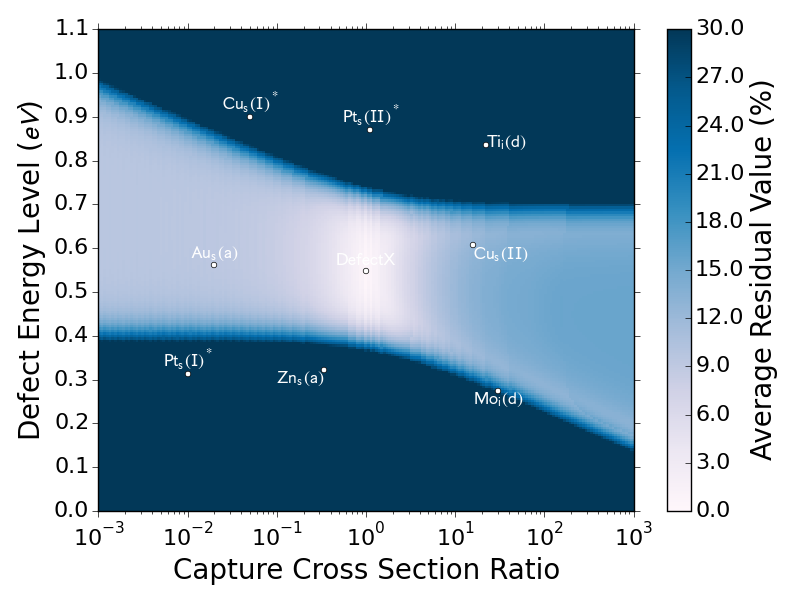 1.1
1.0
0.9
0.8
0.7
0.6
0.5
0.4
0.3
0.2
0.1
0.0
Defect Energy Level (eV)
Cuₛ(I)*
Ptₛ(II)*
Tiᵢ(d)
Auₛ(a)
DefectX
Cuₛ(II)
Ptₛ(I)*
Znₛ(a)
Moᵢ(d)
10⁻³ 10⁻² 10⁻¹ 10⁰ 10¹ 10² 10³
Capture Cross Section Ratio
30.0
27.0
24.0
21.0
18.0
15.0
12.0
9.0
6.0
3.0
0.0
Average Residual Value (%)